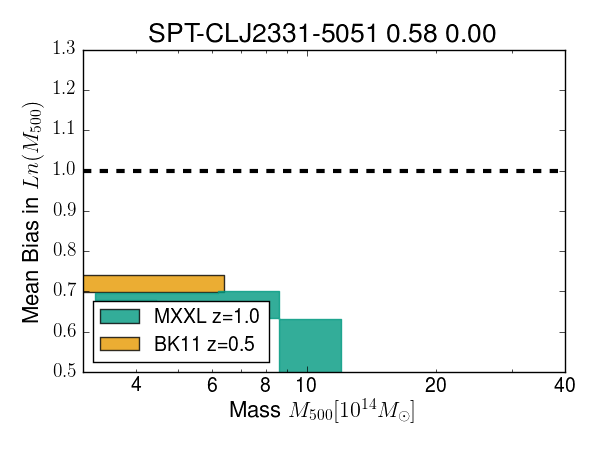 SPT-CLJ2331-5051 0.58 0.00
1.3
1.2
1.1
1.0
0.9
0.8
0.7
0.6
0.5
Mean Bias in Ln(M500)
MXXL z=1.0
BK11 z=0.5
4 6 8 10 20 40
Mass M500[10^14 M⊙]